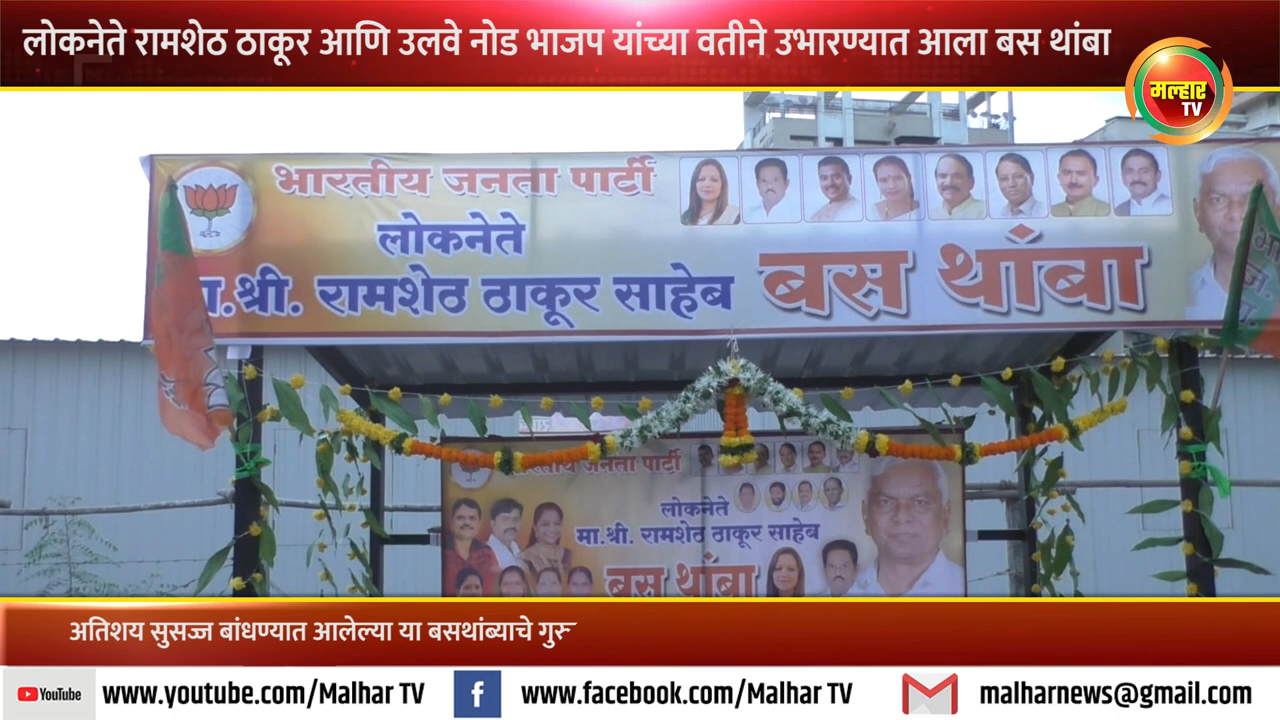 लोकनेते रामशेठ ठाकूर आणि उलवे नोड भाजप यांच्या वतीने उभारण्यात आला बस थांबा
मल्हार
TV
भारतीय जनता पार्टी
लोकनेते
मा.श्री. रामशेठ ठाकूर साहेब
बस थांबा
भारतीय जनता पार्टी
लोकनेते
मा.श्री. रामशेठ ठाकूर साहेब
बस थांबा
अतिशय सुसज्ज बांधण्यात आलेल्या या बसथांब्याचे गुरु
YouTube www.youtube.com/Malhar TV
www.facebook.com/Malhar TV
malharnews@gmail.com